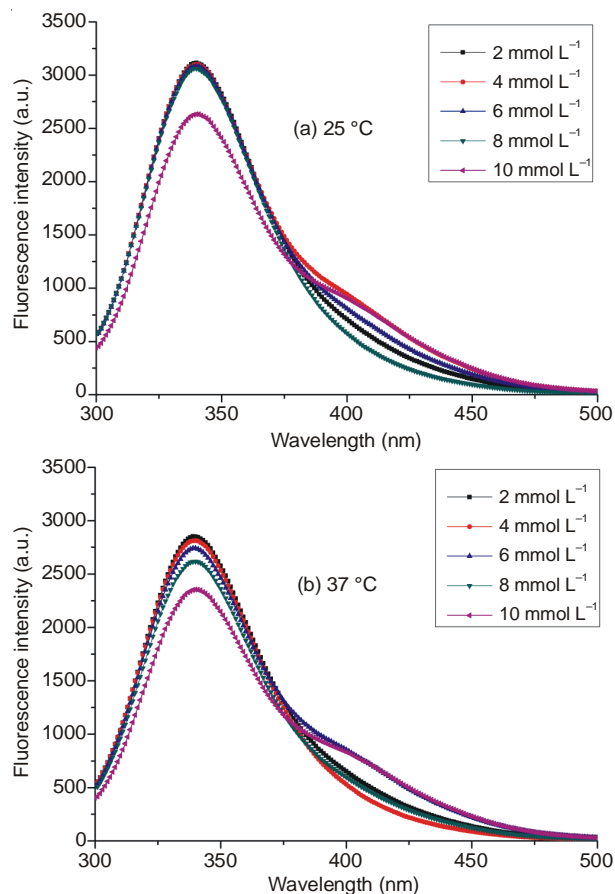 3500
3000
2500
2000
1500
1000
500
0
Fluorescence intensity (a.u.)
(a) 25 °C
2 mmol L⁻¹
4 mmol L⁻¹
6 mmol L⁻¹
8 mmol L⁻¹
10 mmol L⁻¹
300 350 400 450 500
Wavelength (nm)
3500
3000
2500
2000
1500
1000
500
0
Fluorescence intensity (a.u.)
(b) 37 °C
2 mmol L⁻¹
4 mmol L⁻¹
6 mmol L⁻¹
8 mmol L⁻¹
10 mmol L⁻¹
300 350 400 450 500
Wavelength (nm)